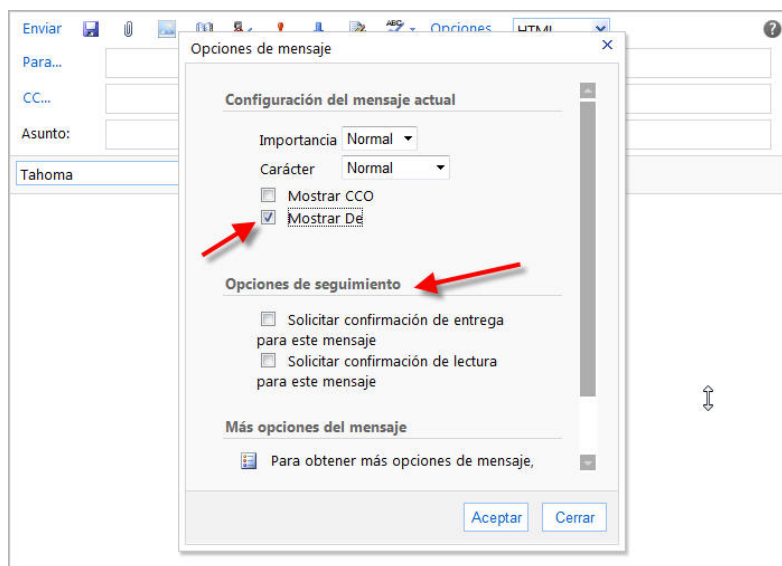 Enviar ABC Opciones... HTML
Opciones de mensaje
Para...
CC...
Configuración del mensaje actual
Asunto:
Importancia Normal
Tahoma
Carácter Normal
Mostrar CCO
Mostrar De
Opciones de seguimiento
Solicitar confirmación de entrega
para este mensaje
Solicitar confirmación de lectura
para este mensaje
Más opciones del mensaje
Para obtener más opciones de mensaje,
Aceptar Cerrar